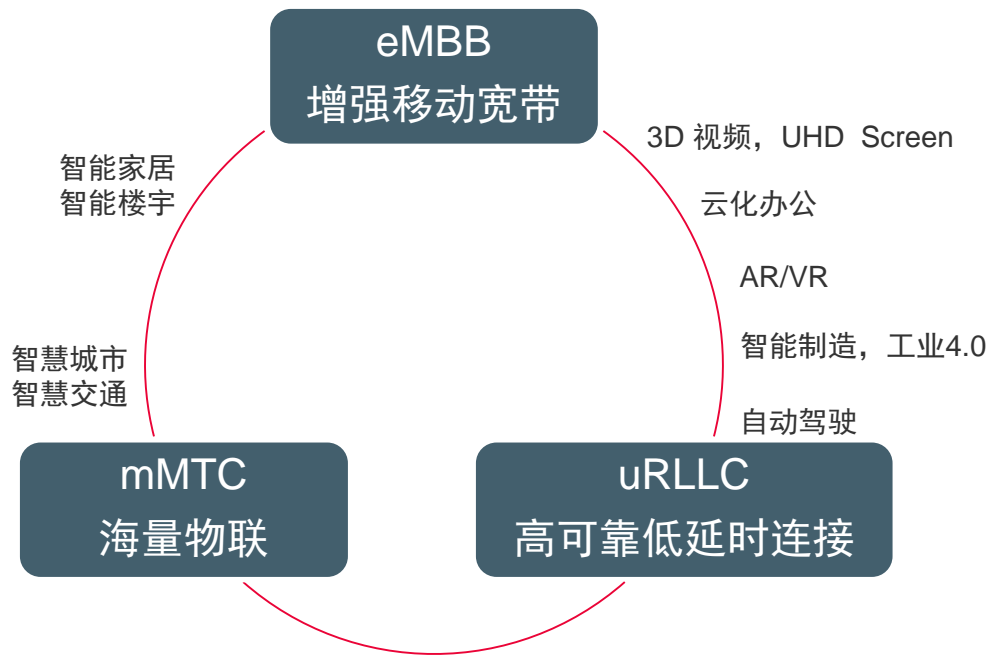 eMBB
增强移动宽带
3D 视频，UHD Screen
智能家居
智能楼宇
云化办公
AR/VR
智能制造，工业4.0
智慧城市
智慧交通
自动驾驶
mMTC
海量物联
uRLLC
高可靠低延时连接